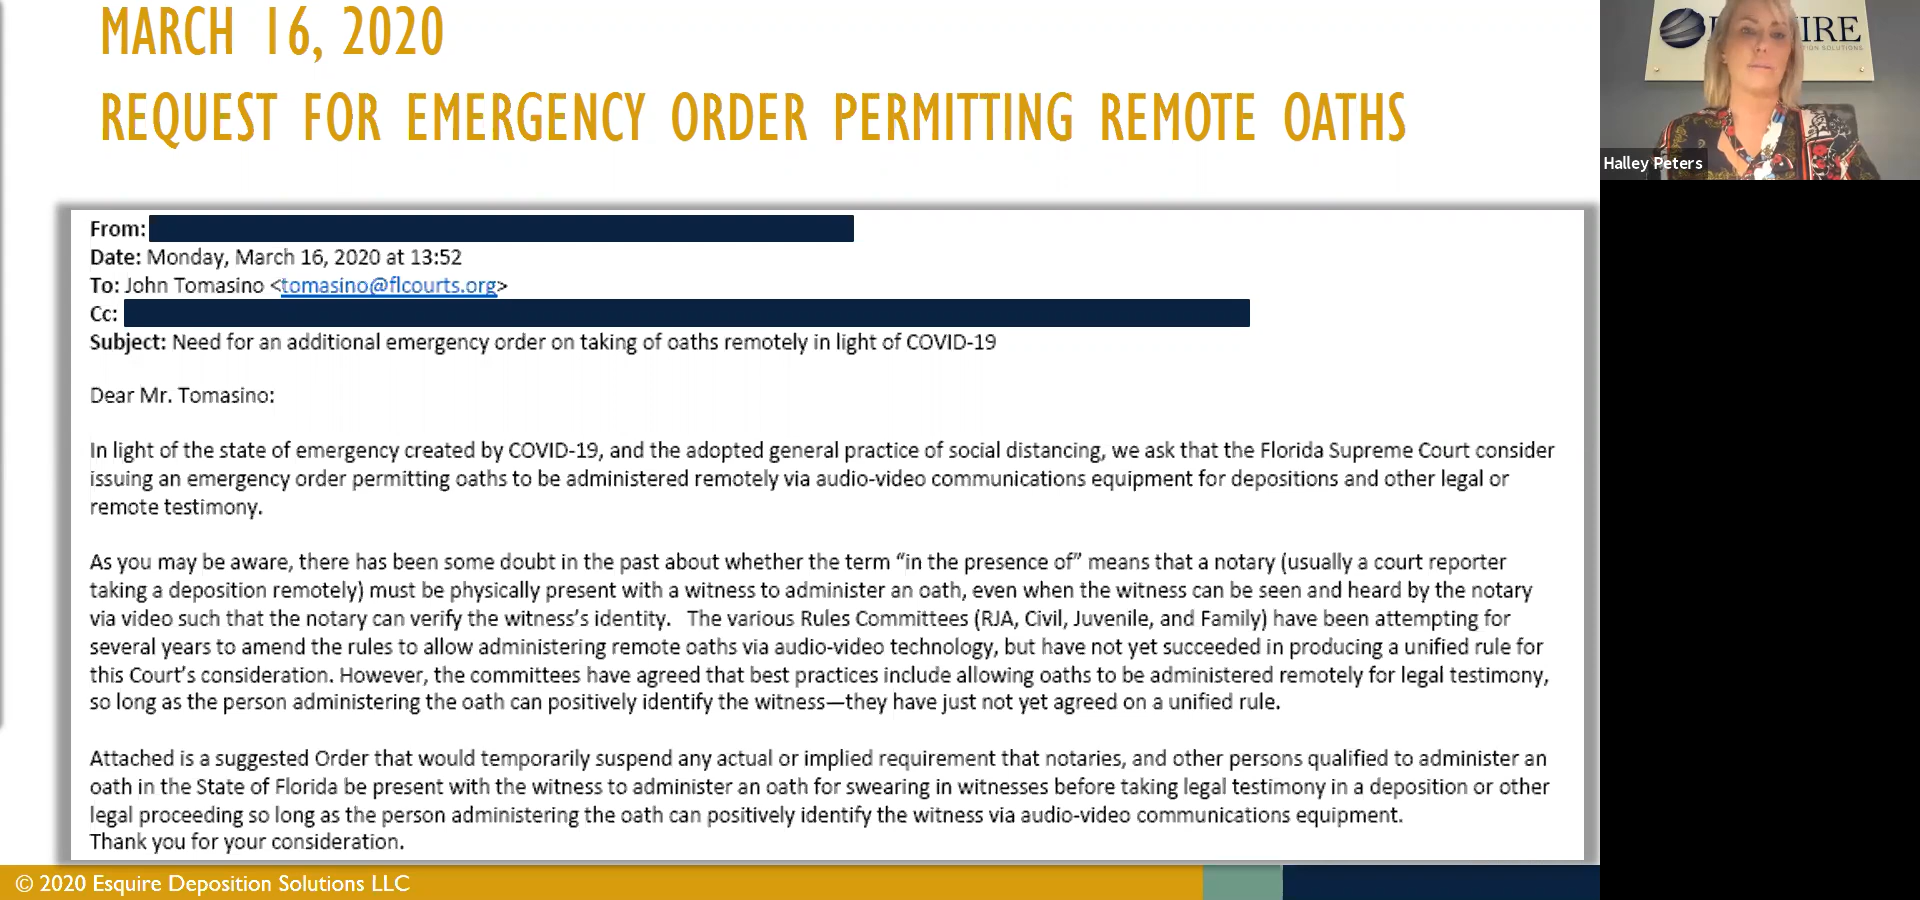 MARCH 16, 2020
REQUEST FOR EMERGENCY ORDER PERMITTING REMOTE OATHS
From:
Date: Monday, March 16, 2020 at 13:52
To: John Tomasino <tomasino@flcourts.org>
Cc:
Subject: Need for an additional emergency order on taking of oaths remotely in light of COVID-19
Dear Mr. Tomasino:
In light of the state of emergency created by COVID-19, and the adopted general practice of social distancing, we ask that the Florida Supreme Court consider
issuing an emergency order permitting oaths to be administered remotely via audio-video communications equipment for depositions and other legal or
remote testimony.
As you may be aware, there has been some doubt in the past about whether the term “in the presence of” means that a notary (usually a court reporter
taking a deposition remotely) must be physically present with a witness to administer an oath, even when the witness can be seen and heard by the notary
via video such that the notary can verify the witness’s identity.   The various Rules Committees (RJA, Civil, Juvenile, and Family) have been attempting for
several years to amend the rules to allow administering remote oaths via audio-video technology, but have not yet succeeded in producing a unified rule for
this Court’s consideration. However, the committees have agreed that best practices include allowing oaths to be administered remotely for legal testimony,
so long as the person administering the oath can positively identify the witness—they have just not yet agreed on a unified rule.
Attached is a suggested Order that would temporarily suspend any actual or implied requirement that notaries, and other persons qualified to administer an
oath in the State of Florida be present with the witness to administer an oath for swearing in witnesses before taking legal testimony in a deposition or other
legal proceeding so long as the person administering the oath can positively identify the witness via audio-video communications equipment.
Thank you for your consideration.
© 2020 Esquire Deposition Solutions LLC
Halley Peters